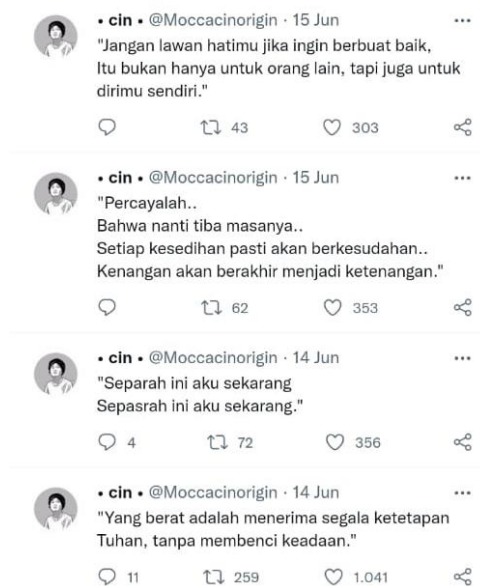 • cin • @Moccacinorigin · 15 Jun
"Jangan lawan hatimu jika ingin berbuat baik,
Itu bukan hanya untuk orang lain, tapi juga untuk
dirimu sendiri."
43 303
• cin • @Moccacinorigin · 15 Jun
"Percayalah..
Bahwa nanti tiba masanya..
Setiap kesedihan pasti akan berkesudahan..
Kenangan akan berakhir menjadi ketenangan."
62 353
• cin • @Moccacinorigin · 14 Jun
"Separah ini aku sekarang
Sepasrah ini aku sekarang."
4 72 356
• cin • @Moccacinorigin · 14 Jun
"Yang berat adalah menerima segala ketetapan
Tuhan, tanpa membenci keadaan."
11 259 1.041